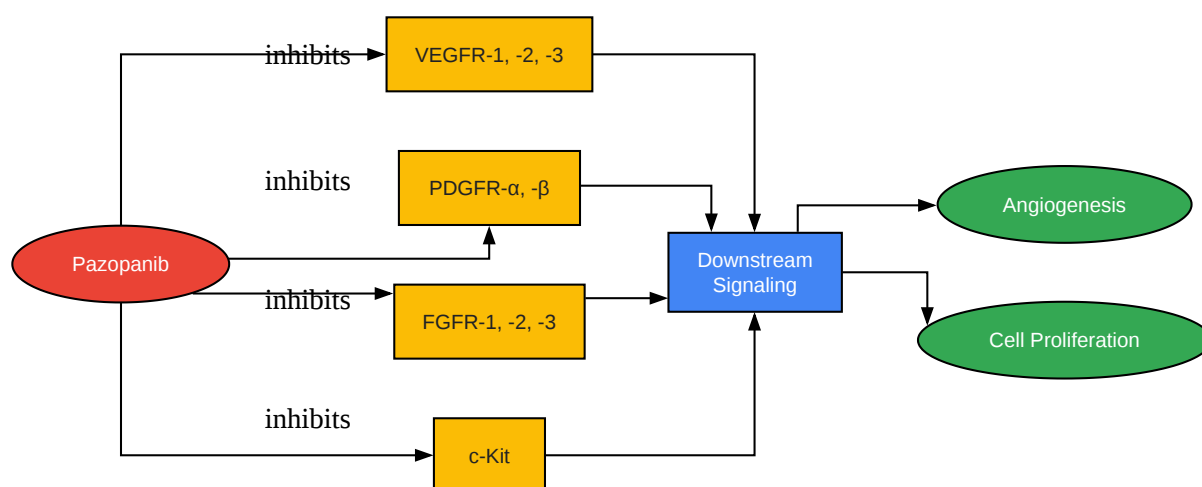 inhibits
VEGFR-1, -2, -3
inhibits
PDGFR-α, -β
Pazopanib
inhibits
FGFR-1, -2, -3
inhibits
c-Kit
Downstream
Signaling
Angiogenesis
Cell Proliferation